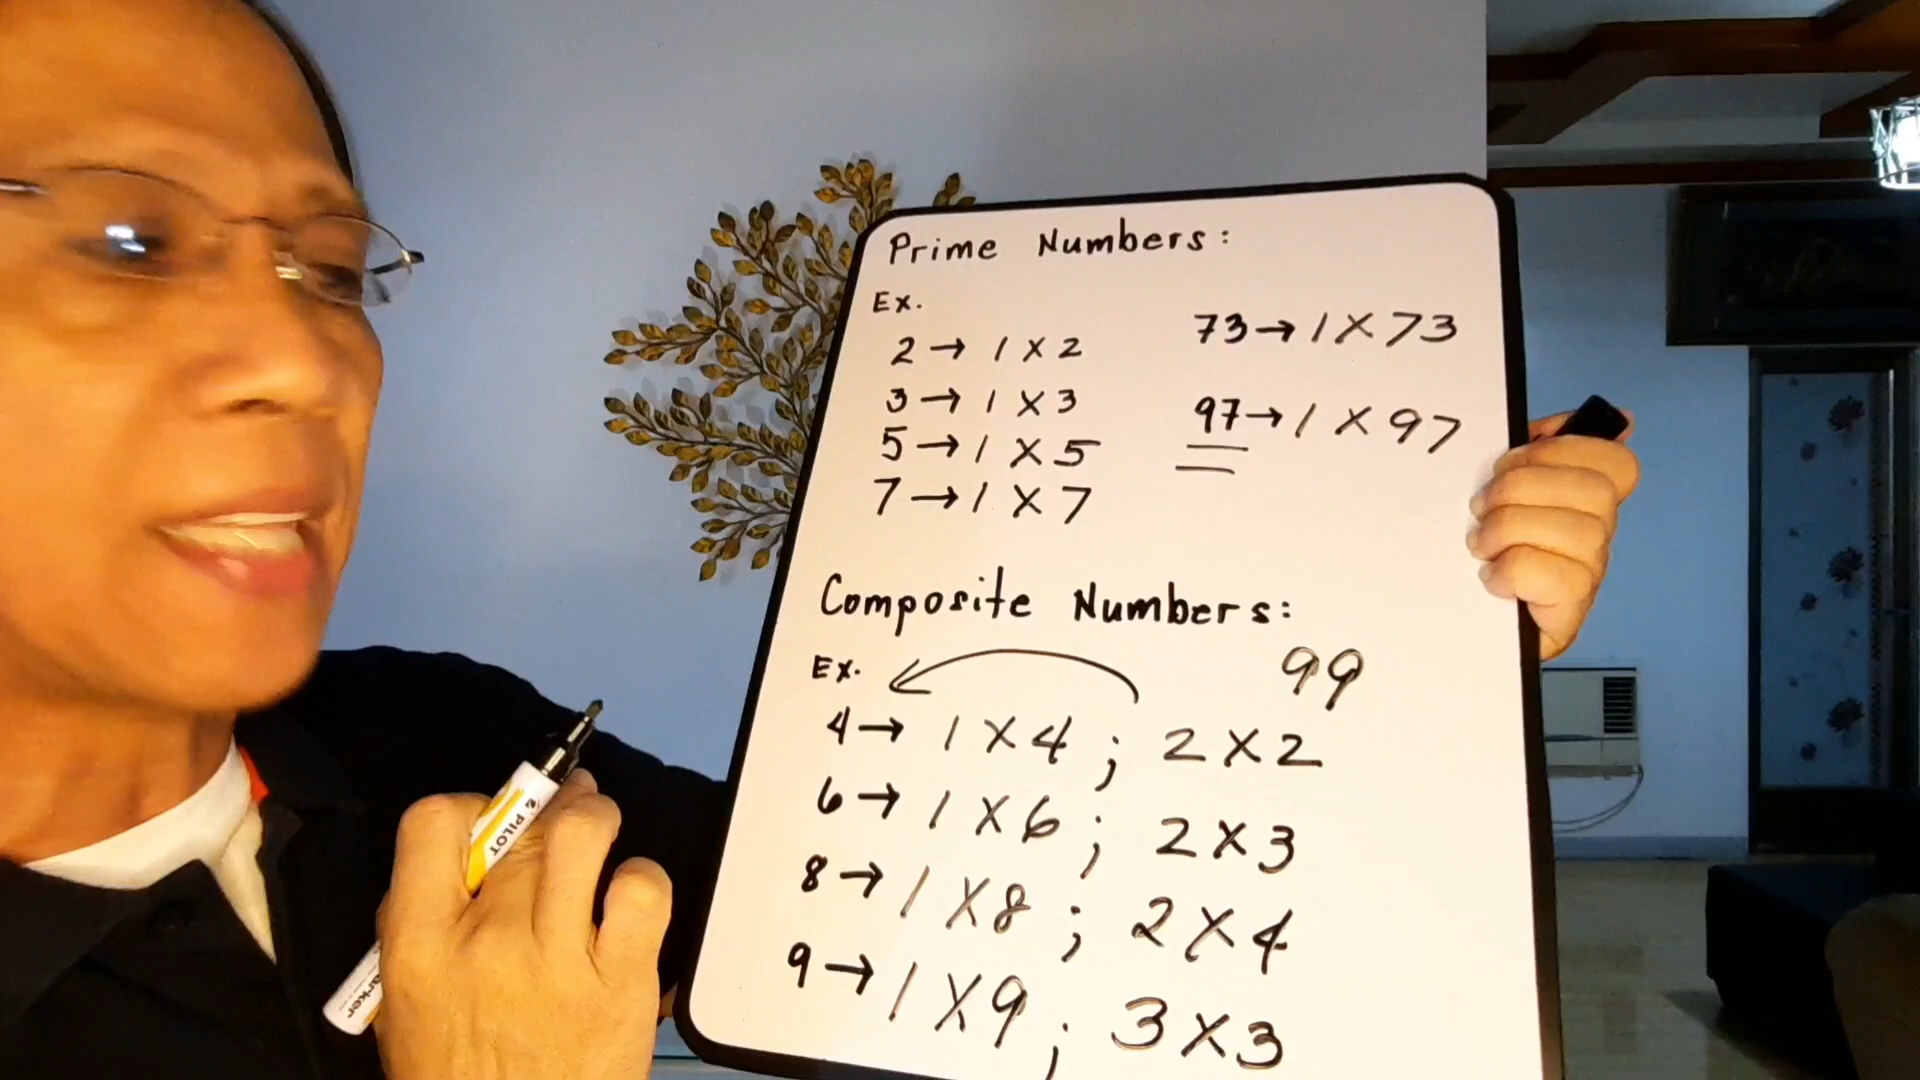 Prime Numbers:
Ex.
2 → 1 X 2
3 → 1 X 3
5 → 1 X 5
7 → 1 X 7
73 → 1 X 73
97 → 1 X 97
Composite Numbers:
Ex.
99
4 → 1 X 4 ; 2 X 2
6 → 1 X 6 ; 2 X 3
8 → 1 X 8 ; 2 X 4
9 → 1 X 9 ; 3 X 3
PILOT
arker